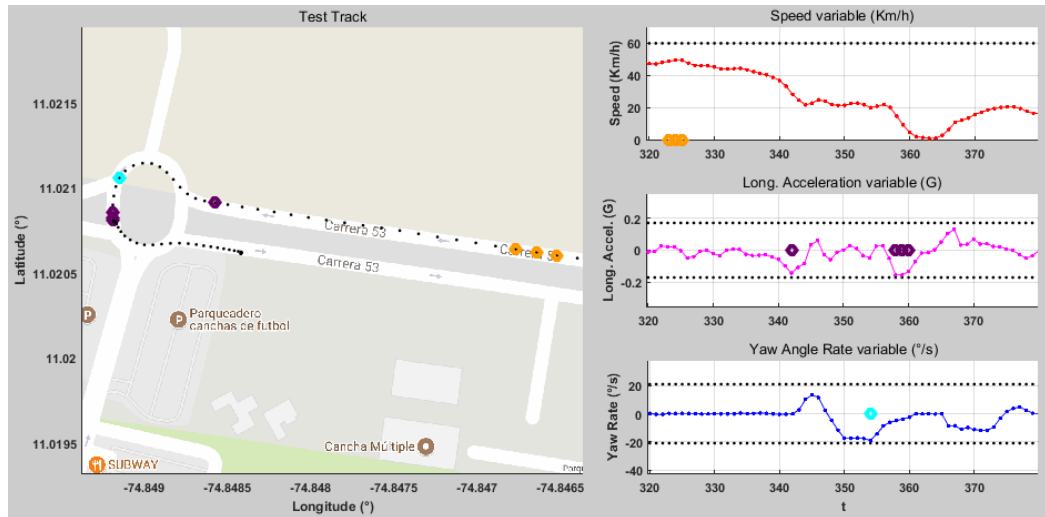 Test Track
11.0215
11.021
11.0205
11.02
11.0195
Latitude (°)
Carrera 53
Carrera 5
Carrera 53
P
P
Parqueadero
canchas de futbol
Cancha Múltiple
SUBWAY
Parqu
-74.849
-74.8485
-74.848
-74.8475
-74.847
-74.8465
Longitude (°)
Speed variable (Km/h)
Speed (Km/h)
60
40
20
0
320
330
340
350
360
370
Long. Acceleration variable (G)
Long. Accel. (G)
0.2
0
-0.2
320
330
340
350
360
370
Yaw Angle Rate variable (°/s)
Yaw Rate (°/s)
20
0
-20
-40
320
330
340
350
360
370
t